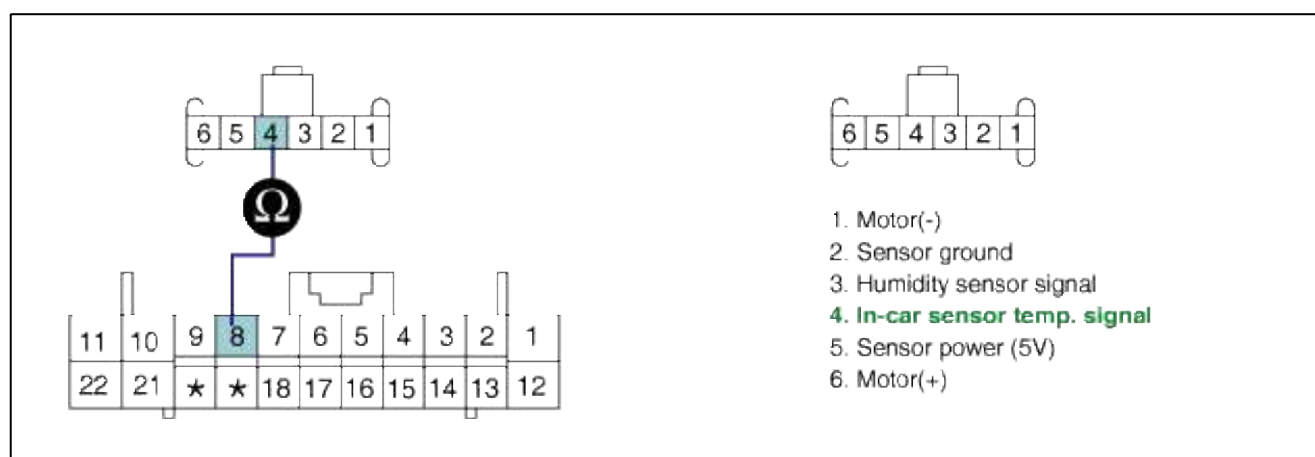 6 5 4 3 2 1
Ω
11 10 9 8 7 6 5 4 3 2 1
22 21 * * 18 17 16 15 14 13 12
6 5 4 3 2 1
1. Motor(-)
2. Sensor ground
3. Humidity sensor signal
4. In-car sensor temp. signal
5. Sensor power (5V)
6. Motor(+)